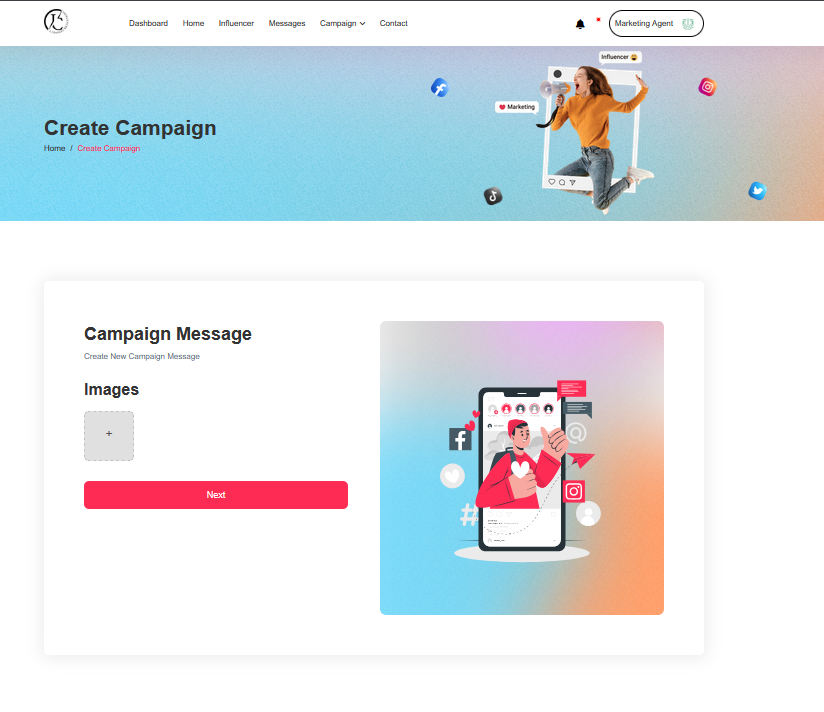 Dashboard Home Influencer Messages Campaign Contact Marketing Agent
Influencer
Marketing
Create Campaign
Home / Create Campaign
Campaign Message
Create New Campaign Message
Images
+
Next